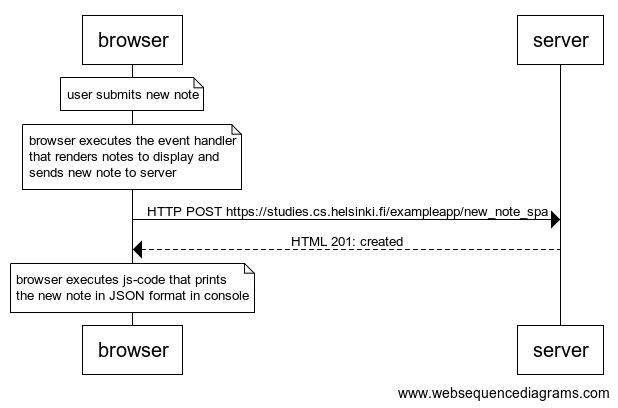 browser
server
user submits new note
browser executes the event handler
that renders notes to display and
sends new note to server
HTTP POST https://studies.cs.helsinki.fi/exampleapp/new_note_spa
HTML 201: created
browser executes js-code that prints
the new note in JSON format in console
browser
server
www.websequencediagrams.com